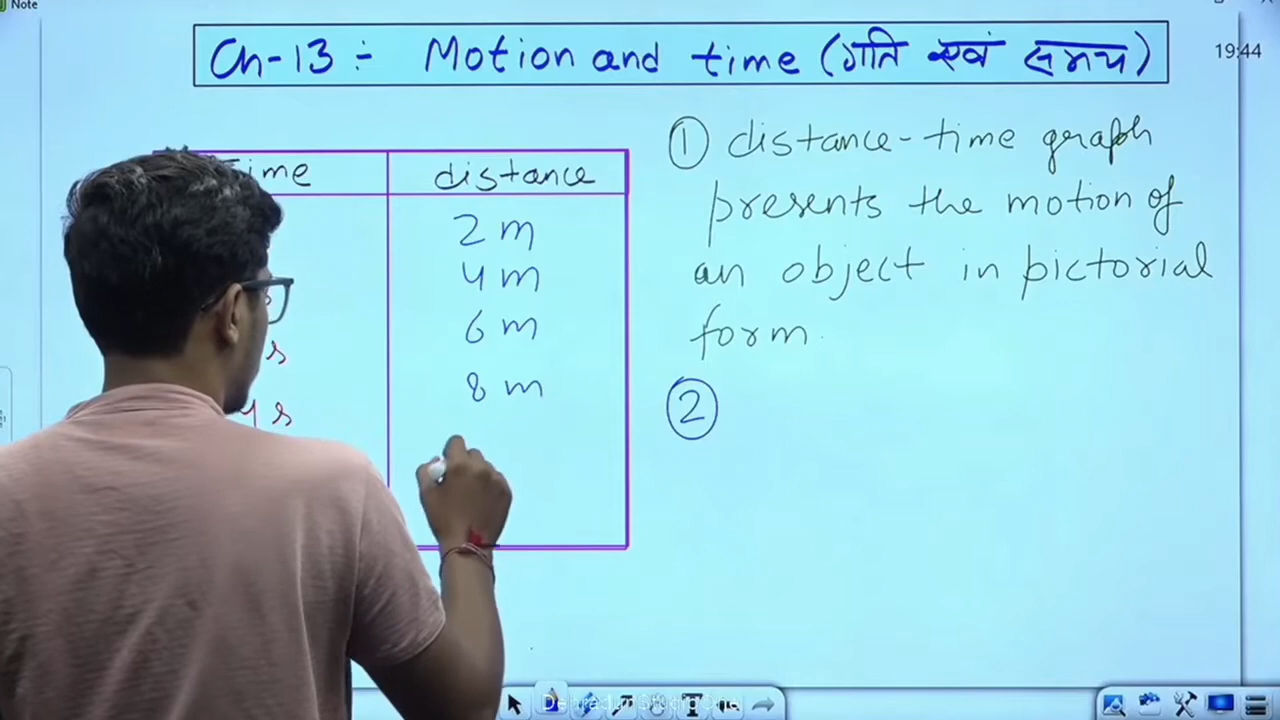 Note
Ch-13 :- Motion and time (गति एवं समय)
19:44
Time distance
2 m
4 m
6 m
s
8 m
4 s
① distance-time graph
presents the motion of
an object in pictorial
form.
②